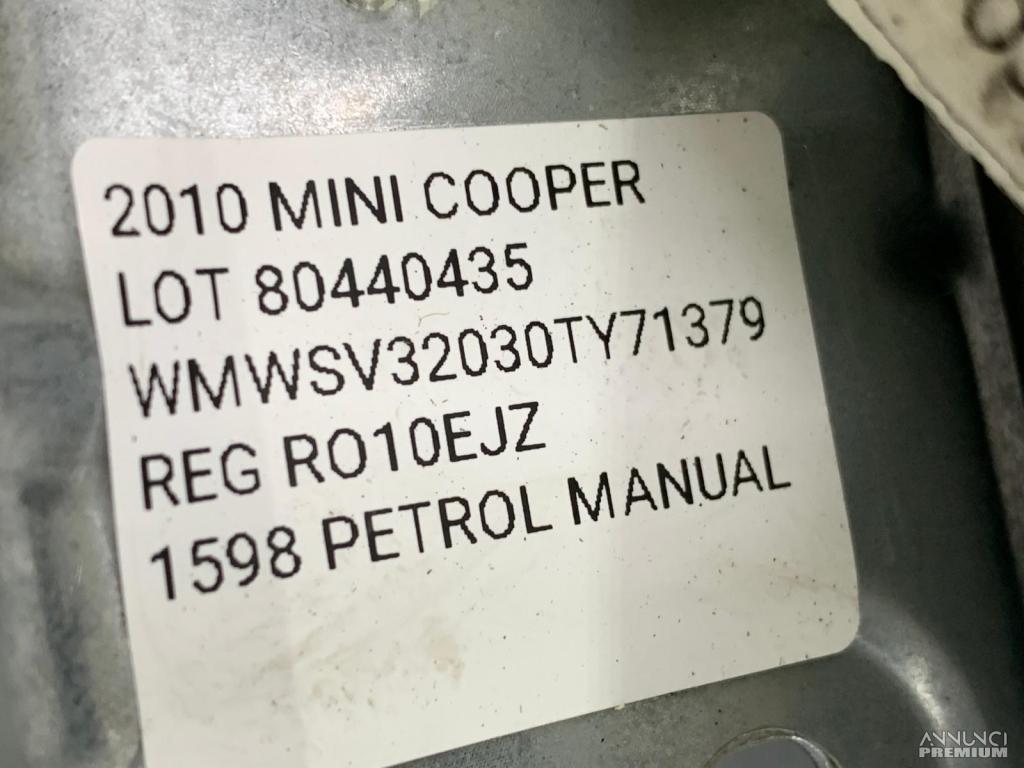 2010 MINI COOPER
LOT 80440435
WMWSV32030TY71379
REG RO10EJZ
1598 PETROL MANUAL
ANNUNCI
PREMIUM